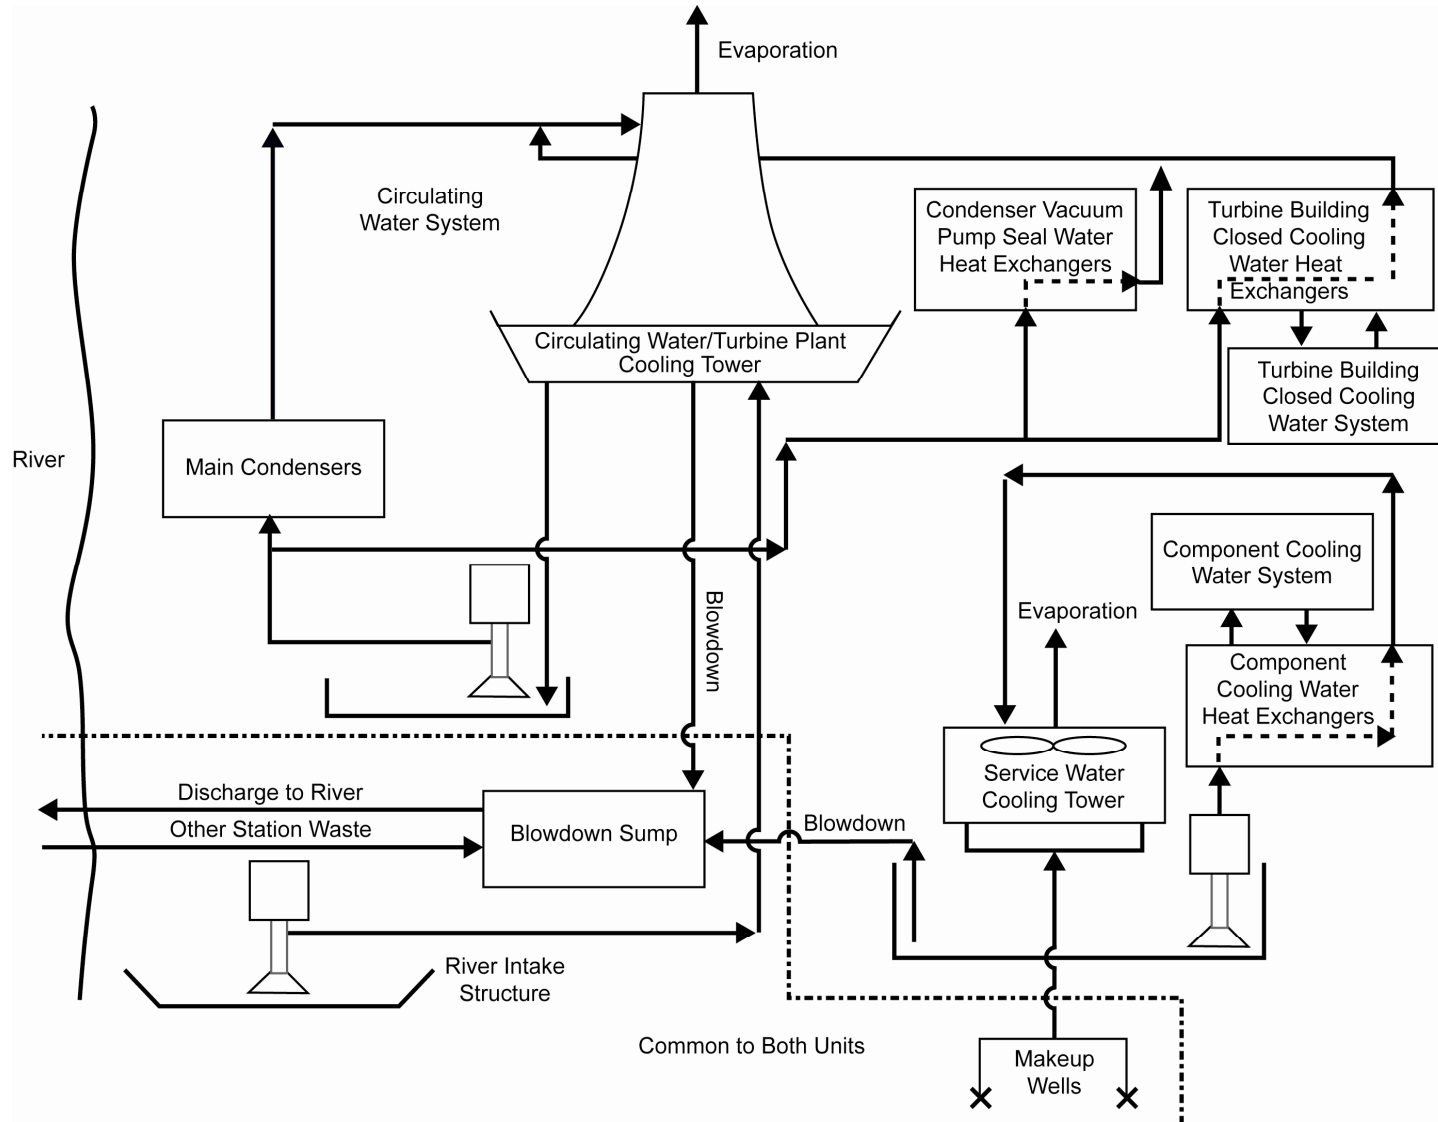 Evaporation
Circulating
Water System
Condenser Vacuum
Pump Seal Water
Heat Exchangers
Turbine Building
Closed Cooling
Water Heat
Exchangers
Circulating Water/Turbine Plant
Cooling Tower
Turbine Building
Closed Cooling
Water System
River
Main Condensers
Component Cooling
Water System
Blowdown
Evaporation
Component
Cooling Water
Heat Exchangers
Service Water
Cooling Tower
Discharge to River
Other Station Waste
Blowdown Sump
Blowdown
River Intake
Structure
Common to Both Units
Makeup
Wells